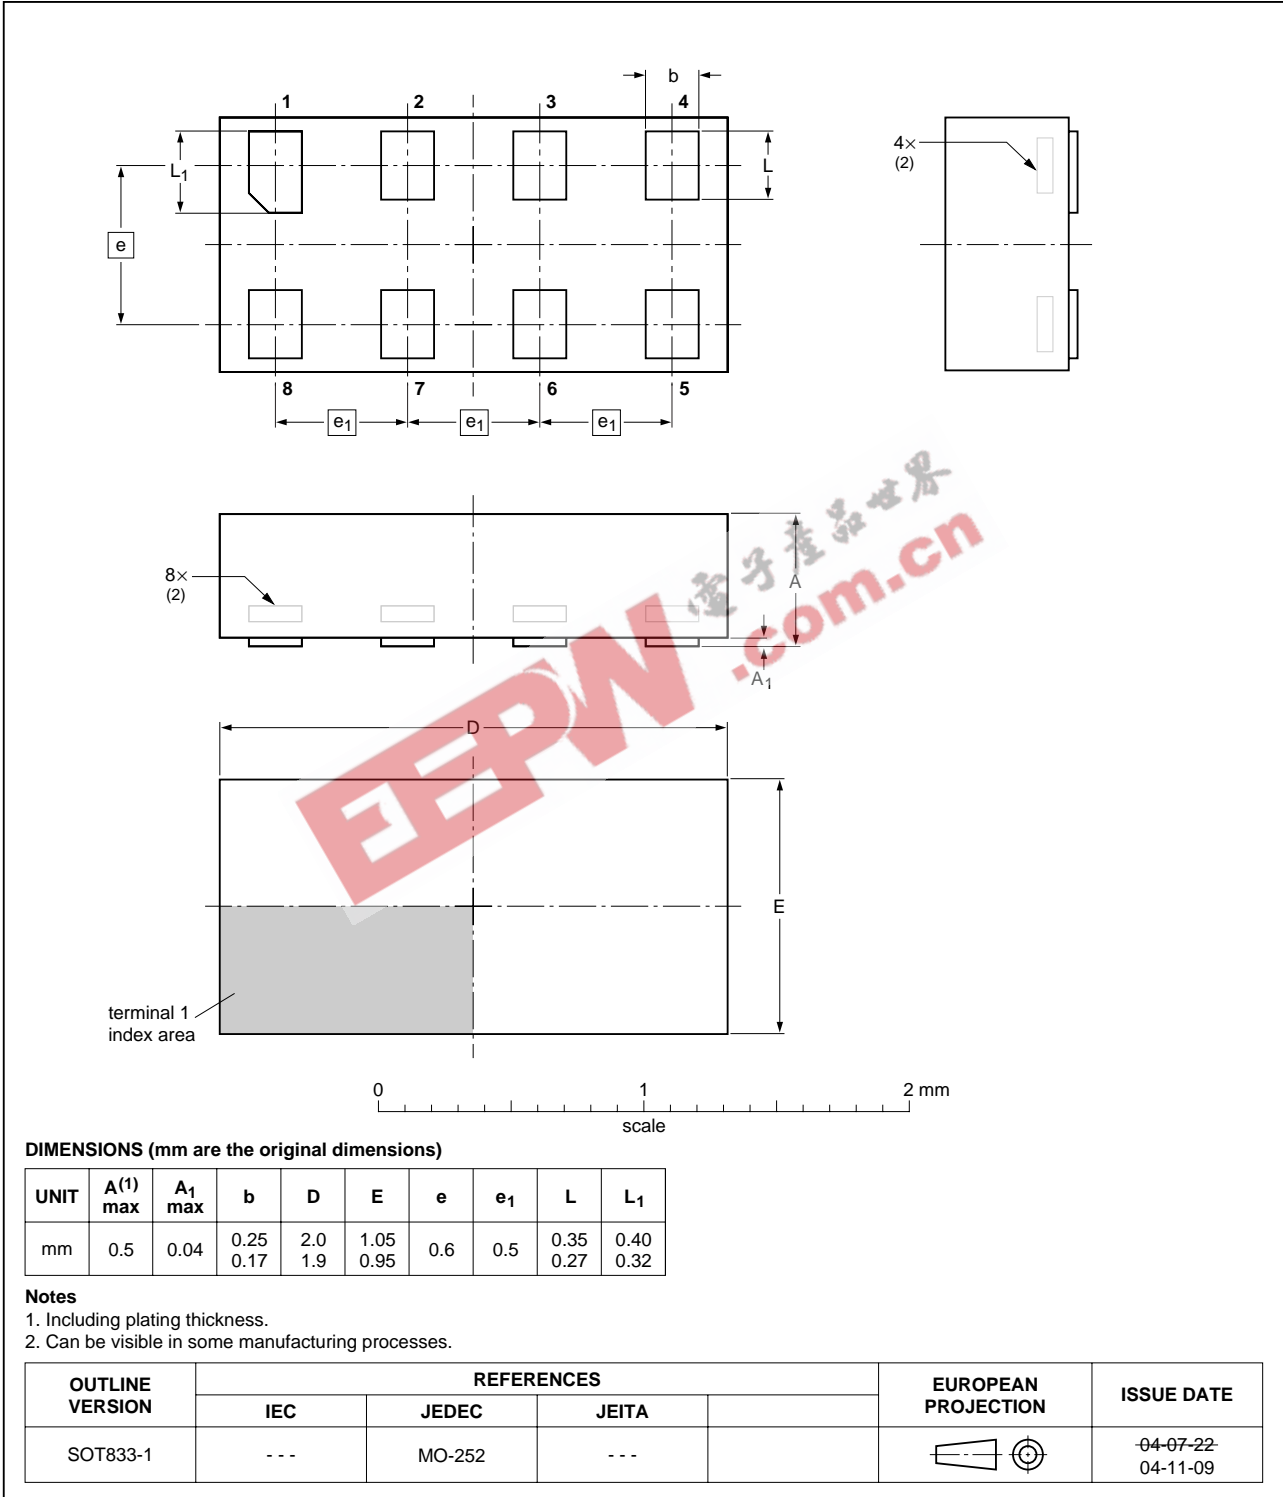 b
1 2 3 4
L1
L
e
4×
(2)
8 7 6 5
e1 e1 e1
8×
(2)
A
A1
電子產品世界
EEPW
.com.cn
D
E
terminal 1
index area
0 1 2 mm
scale
DIMENSIONS (mm are the original dimensions)
UNIT A(1) max A1 max b D E e e1 L L1
mm 0.5 0.04 0.25 0.17 2.0 1.9 1.05 0.95 0.6 0.5 0.35 0.27 0.40 0.32
Notes
1. Including plating thickness.
2. Can be visible in some manufacturing processes.
OUTLINE VERSION REFERENCES EUROPEAN PROJECTION ISSUE DATE
IEC JEDEC JEITA
SOT833-1 - - - MO-252 - - - 04-07-22
04-11-09